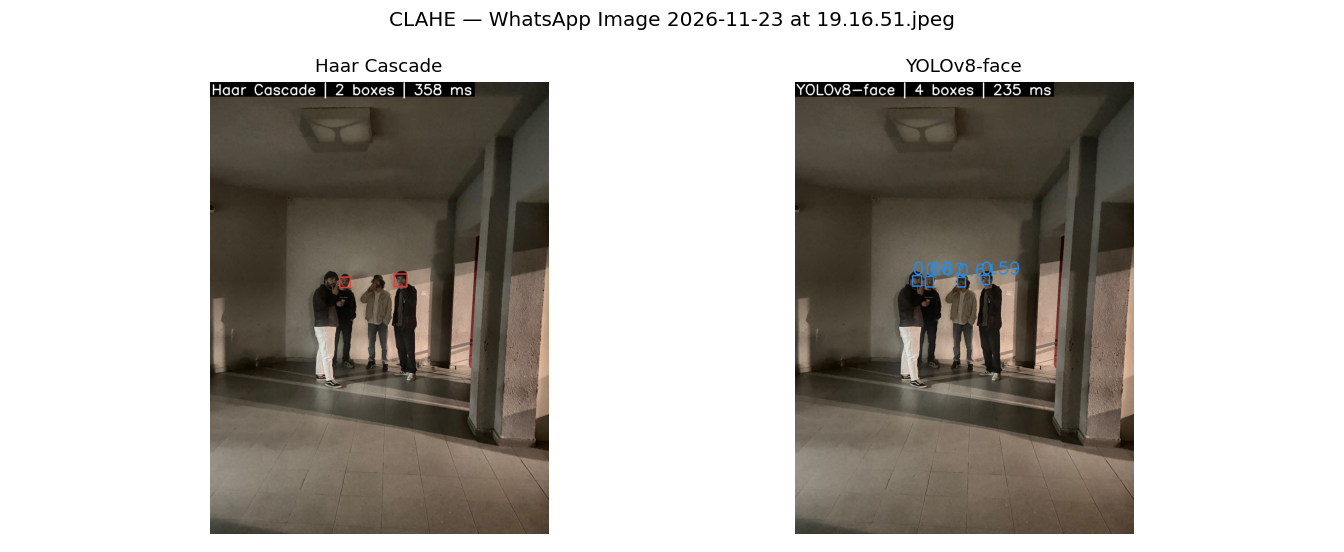 CLAHE — WhatsApp Image 2026-11-23 at 19.16.51.jpeg
Haar Cascade
YOLOv8-face
Haar Cascade | 2 boxes | 358 ms
YOLOv8-face | 4 boxes | 235 ms
0.59